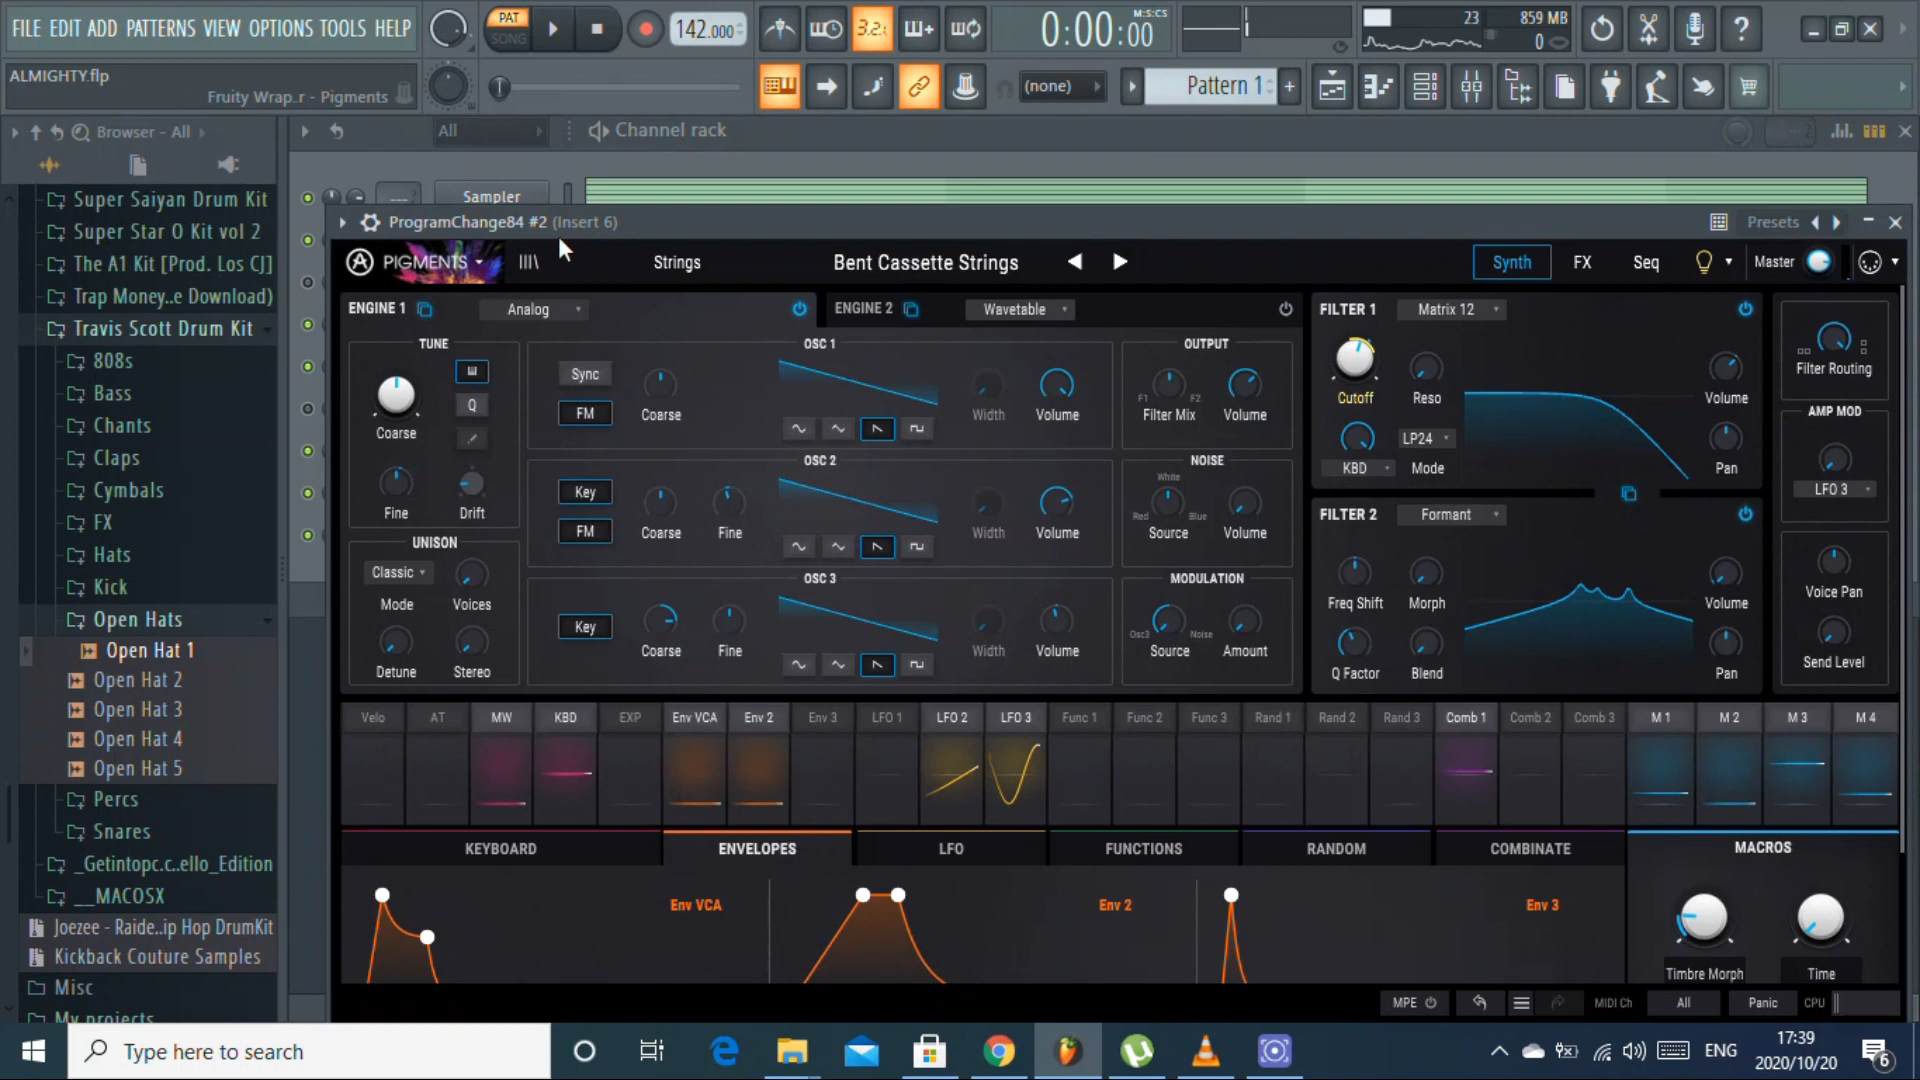 FILE EDIT ADD PATTERNS VIEW OPTIONS TOOLS HELP
PAT
SONG
142.000
3.2.
0:00:00
M:S:CS
23
859 MB
0
ALMIGHTY.flp
Fruity Wrap..r - Pigments
(none)
Pattern 1
Browser - All
All
Channel rack
Super Saiyan Drum Kit
Super Star O Kit vol 2
The A1 Kit [Prod. Los CJ]
Trap Money..e Download)
Travis Scott Drum Kit
808s
Bass
Chants
Claps
Cymbals
FX
Hats
Kick
Open Hats
Open Hat 1
Open Hat 2
Open Hat 3
Open Hat 4
Open Hat 5
Percs
Snares
_Getintopc.c..ello_Edition
__MACOSX
Joezee - Raide..ip Hop DrumKit
Kickback Couture Samples
Misc
My projects
Sampler
ProgramChange84 #2 (Insert 6)
Presets
PIGMENTS
Strings
Bent Cassette Strings
Synth
FX
Seq
Master
ENGINE 1
Analog
ENGINE 2
Wavetable
FILTER 1
Matrix 12
TUNE
Coarse
Q
Fine
Drift
UNISON
Classic
Mode
Voices
Detune
Stereo
OSC 1
Sync
FM
Coarse
Width
Volume
OSC 2
Key
FM
Coarse
Fine
Width
Volume
OSC 3
Key
Coarse
Fine
Width
Volume
OUTPUT
F1
F2
Filter Mix
Volume
NOISE
White
Red
Blue
Source
Volume
MODULATION
Osc3
Noise
Source
Amount
Cutoff
Reso
KBD
LP24
Mode
Volume
Pan
FILTER 2
Formant
Freq Shift
Morph
Q Factor
Blend
Volume
Pan
Filter Routing
AMP MOD
LFO 3
Voice Pan
Send Level
Velo
AT
MW
KBD
EXP
Env VCA
Env 2
Env 3
LFO 1
LFO 2
LFO 3
Func 1
Func 2
Func 3
Rand 1
Rand 2
Rand 3
Comb 1
Comb 2
Comb 3
M 1
M 2
M 3
M 4
KEYBOARD
ENVELOPES
LFO
FUNCTIONS
RANDOM
COMBINATE
MACROS
Env VCA
Env 2
Env 3
Timbre Morph
Time
MPE
MIDI Ch
All
Panic
CPU
Type here to search
ENG
17:39
2020/10/20
6